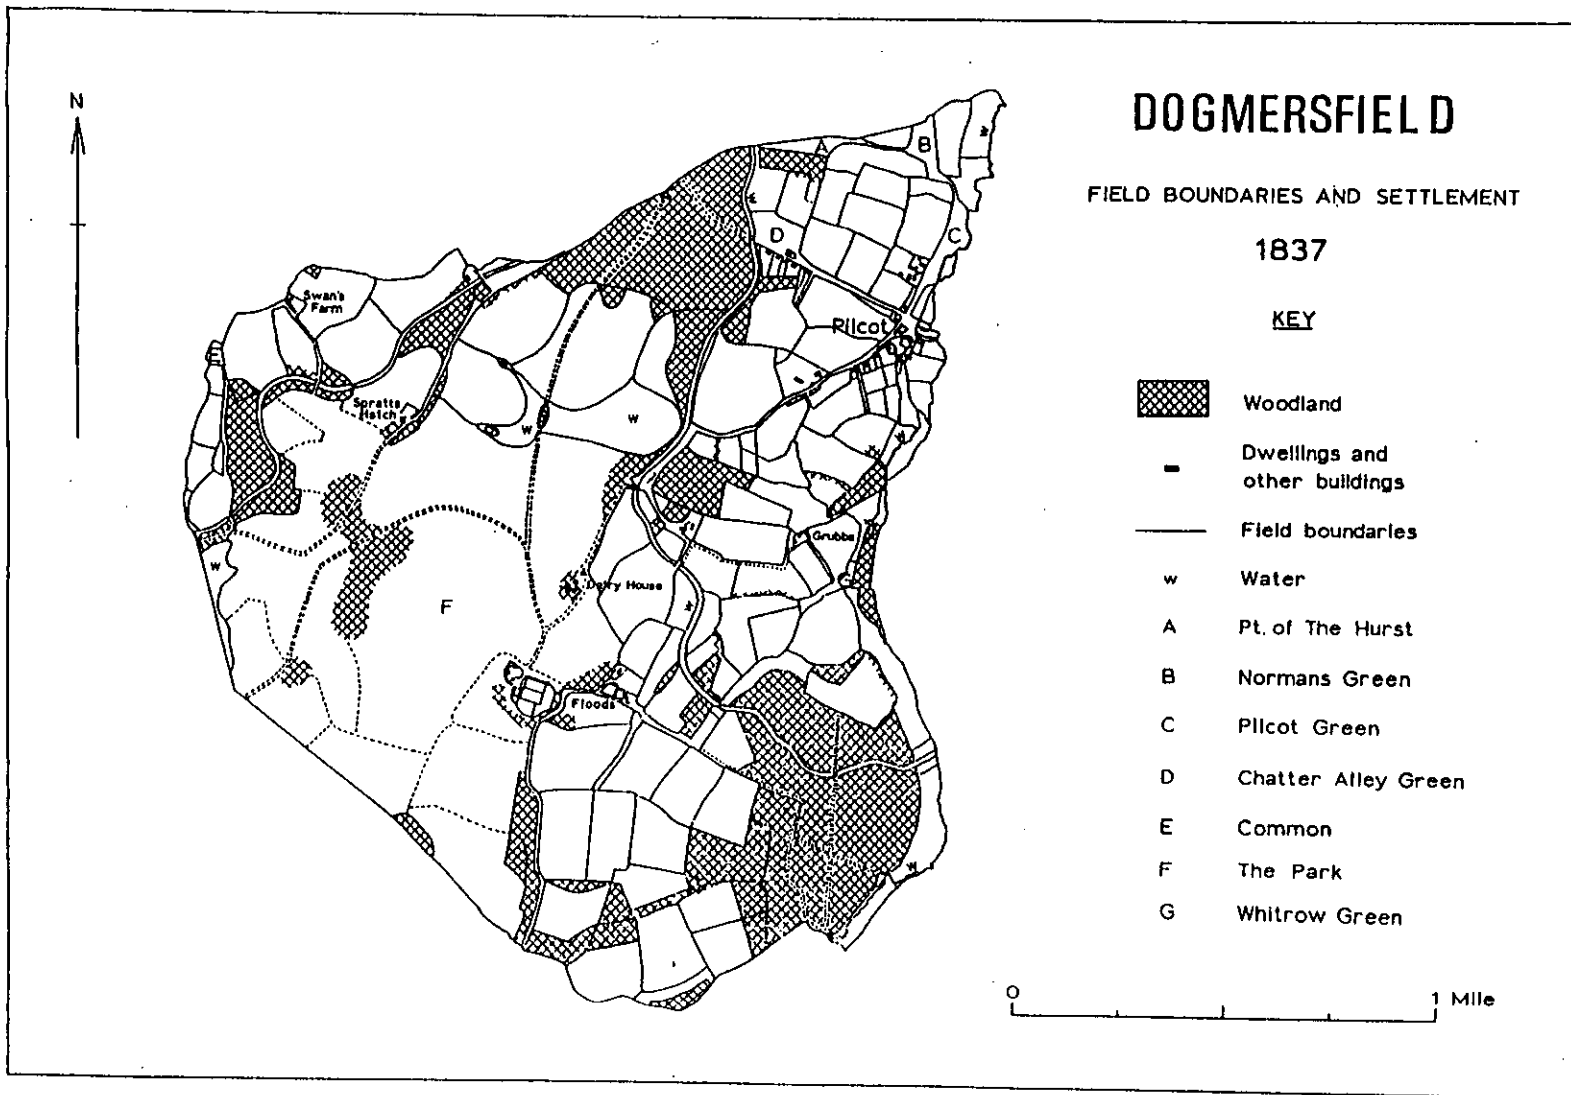 DOGMERSFIELD
FIELD BOUNDARIES AND SETTLEMENT
1837
KEY
Woodland
Dwellings and
other buildings
Field boundaries
w Water
A Pt. of The Hurst
B Normans Green
C Pilcot Green
D Chatter Alley Green
E Common
F The Park
G Whitrow Green
0 1 Mile
N
A
B
w
C
D
Swan's
Farm
Pilcot
E
Spratts
Hatch
w
w
w
Grubbs
w
Dairy House
G
F
w
Floods
w